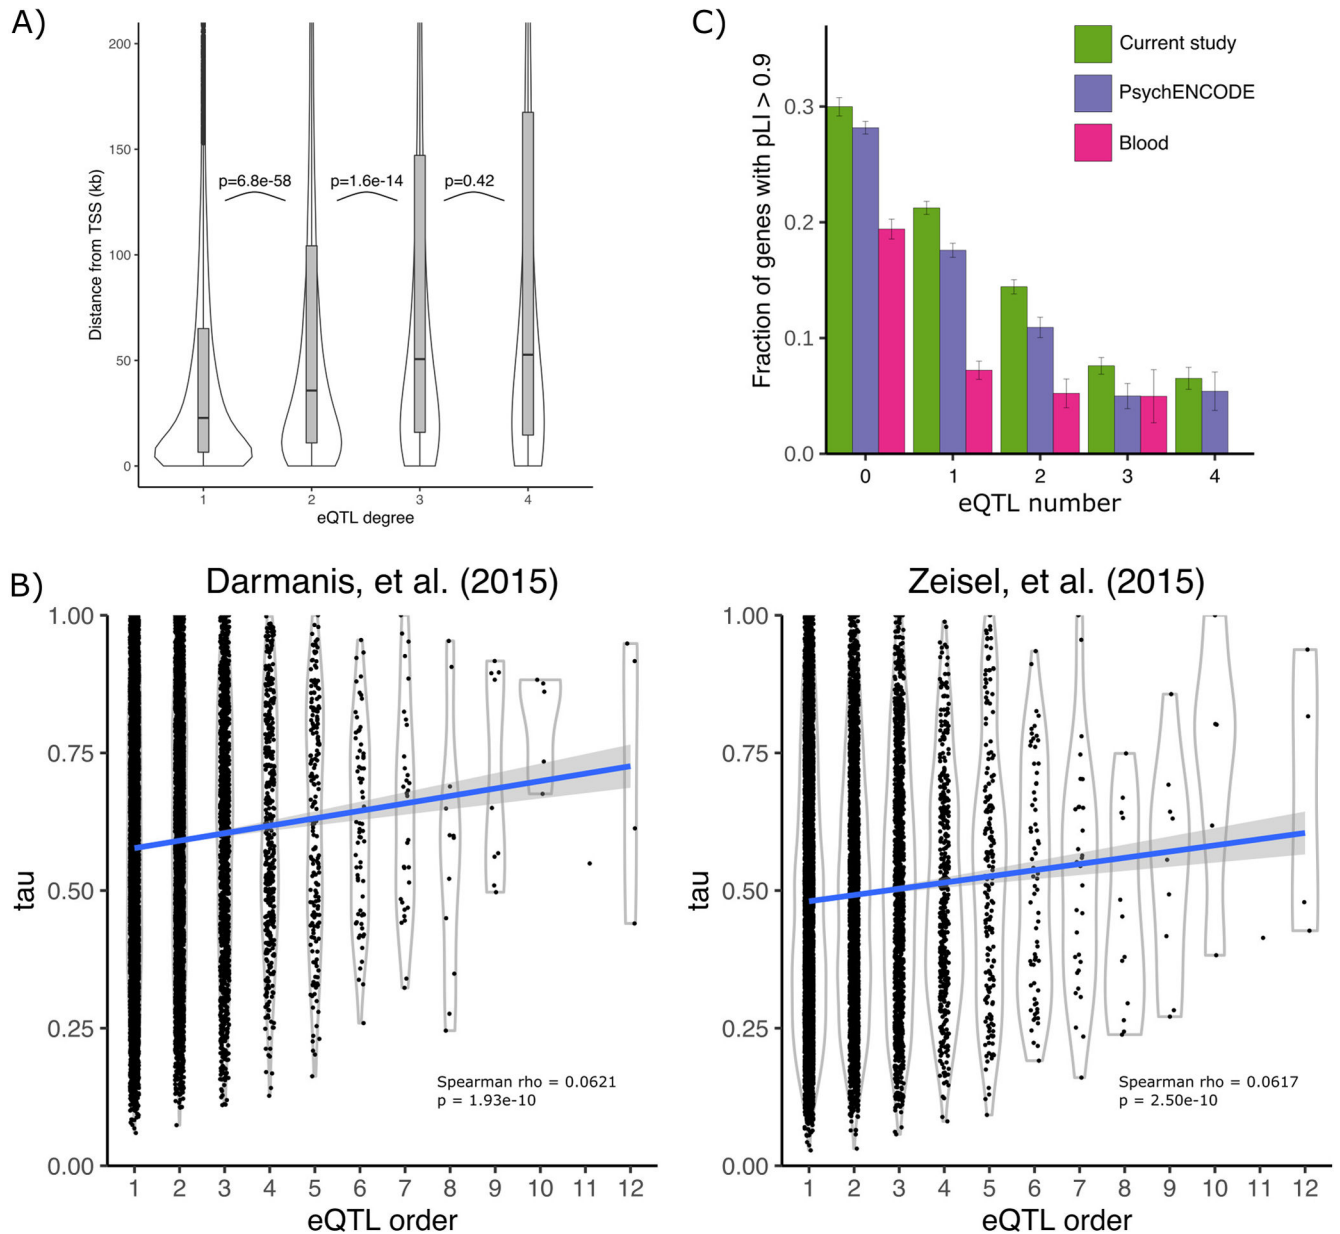 A)
Distance from TSS (kb)
200
150
100
50
0
p=6.8e-58 p=1.6e-14 p=0.42
1 2 3 4
eQTL degree
C)
Fraction of genes with pLI > 0.9
0.3
0.2
0.1
0.0
Current study
PsychENCODE
Blood
0 1 2 3 4
eQTL number
B)
Darmanis, et al. (2015)
tau
1.00
0.75
0.50
0.25
0.00
Spearman rho = 0.0621
p = 1.93e-10
1 2 3 4 5 6 7 8 9 10 11 12
eQTL order
Zeisel, et al. (2015)
tau
1.00
0.75
0.50
0.25
0.00
Spearman rho = 0.0617
p = 2.50e-10
1 2 3 4 5 6 7 8 9 10 11 12
eQTL order